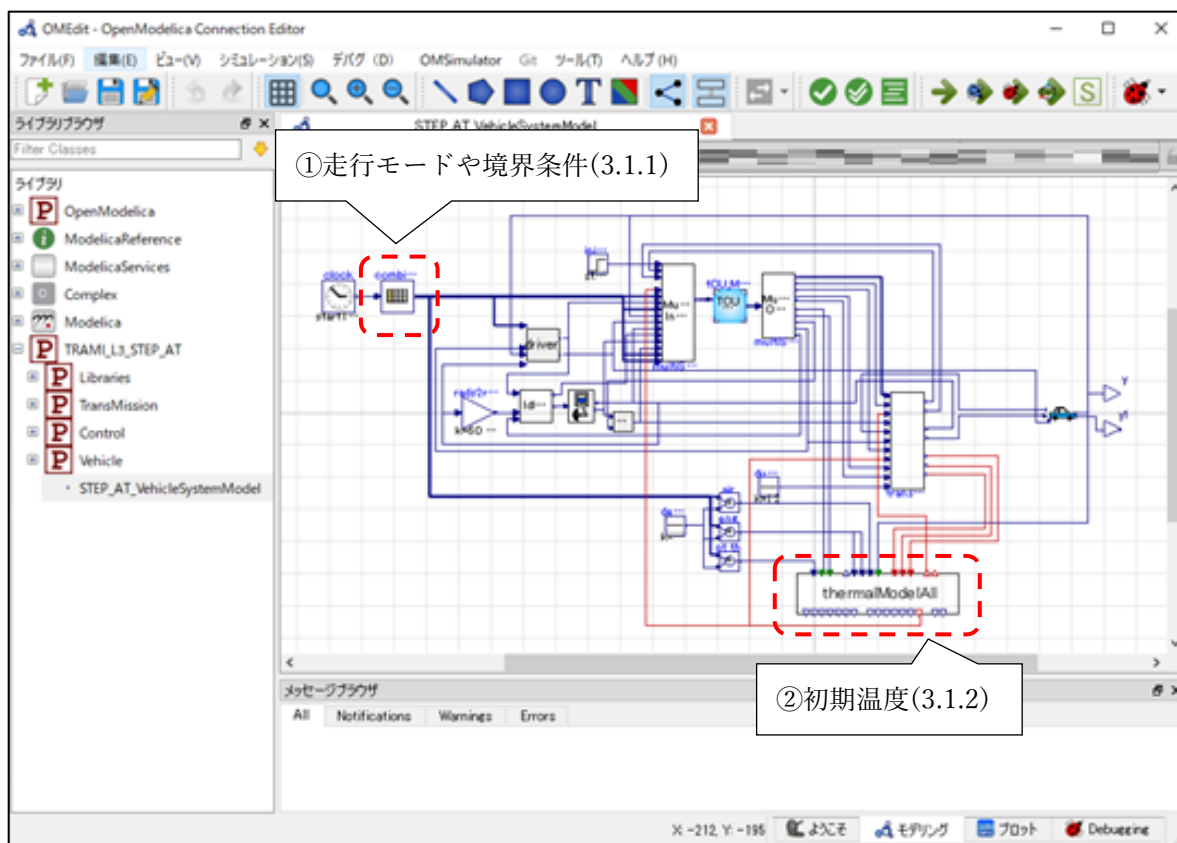 OMEdit - OpenModelica Connection Editor
ファイル(F) 編集(E) ビュー(V) シミュレーション(S) デバグ (D) OMSimulator Git ツール(T) ヘルプ(H)
ライブラリブラウザ
STEP_AT_VehicleSystemModel
Filter Classes
①走行モードや境界条件(3.1.1)
ライブラリ
OpenModelica
ModelicaReference
ModelicaServices
Complex
Modelica
TRAMI_L3_STEP_AT
Libraries
TransMission
Control
Vehicle
STEP_AT_VehicleSystemModel
clock
combi…
TCU
driver
thermalModelAll
②初期温度(3.1.2)
メッセージブラウザ
All Notifications Warnings Errors
X: -212, Y: -195 ようこそ モデリング プロット Debugging